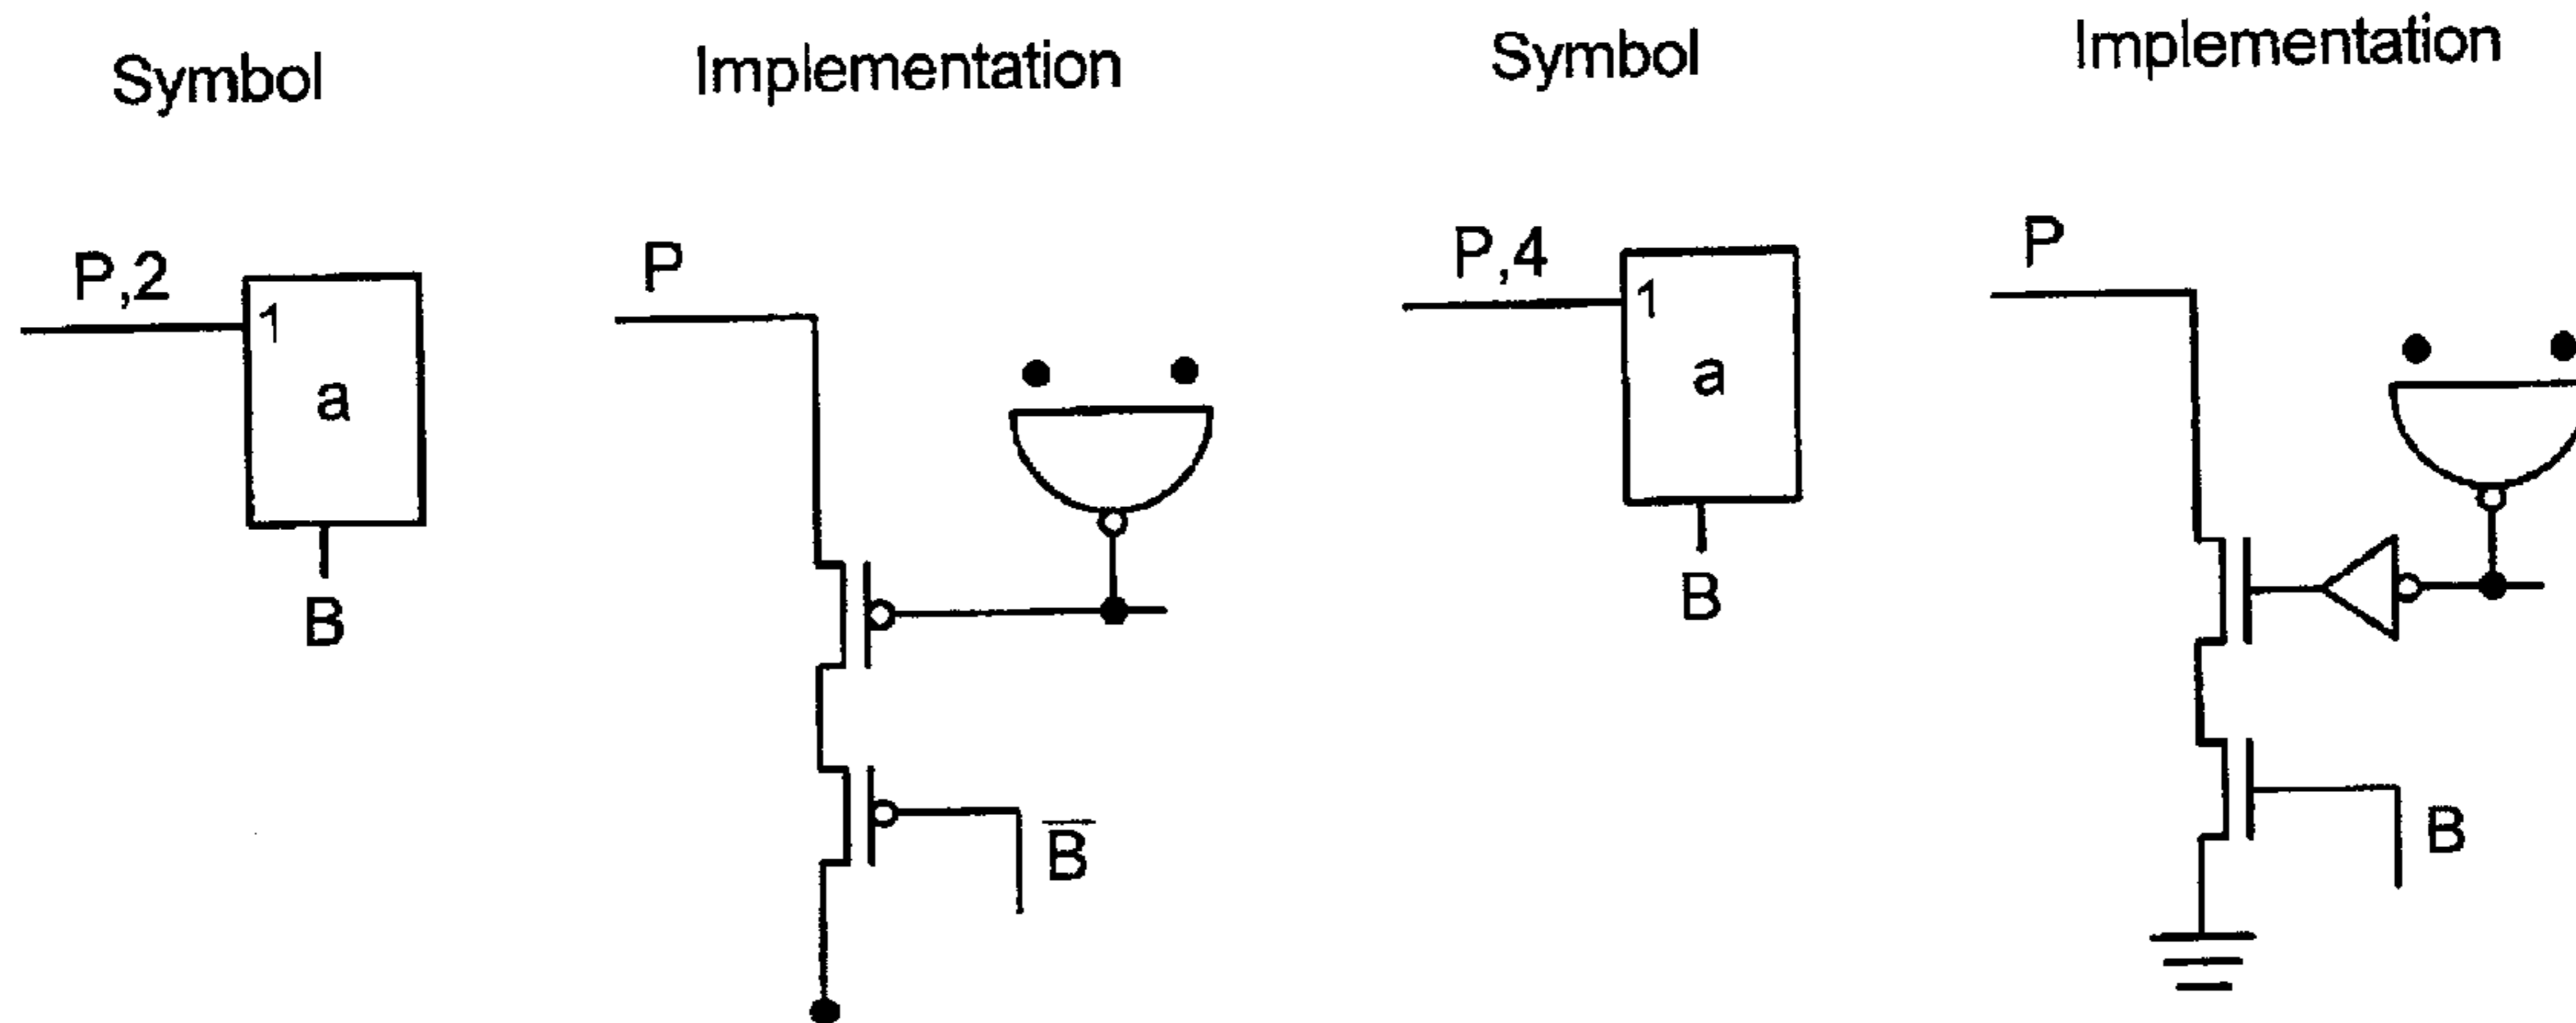 Symbol
Implementation
Symbol
Implementation
P,2
1
a
B
P
B̅
P,4
1
a
B
P
B